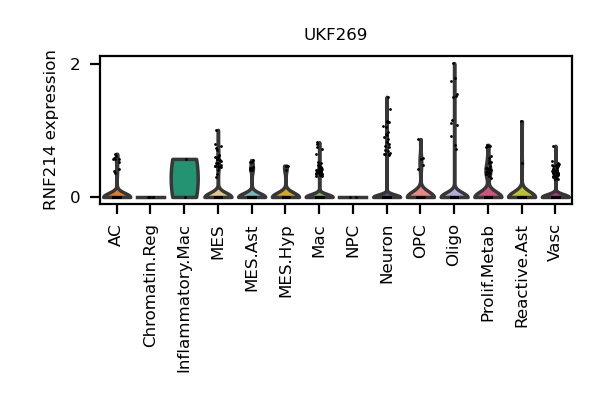 UKF269
RNF214 expression
2
0
AC
Chromatin.Reg
Inflammatory.Mac
MES
MES.Ast
MES.Hyp
Mac
NPC
Neuron
OPC
Oligo
Prolif.Metab
Reactive.Ast
Vasc